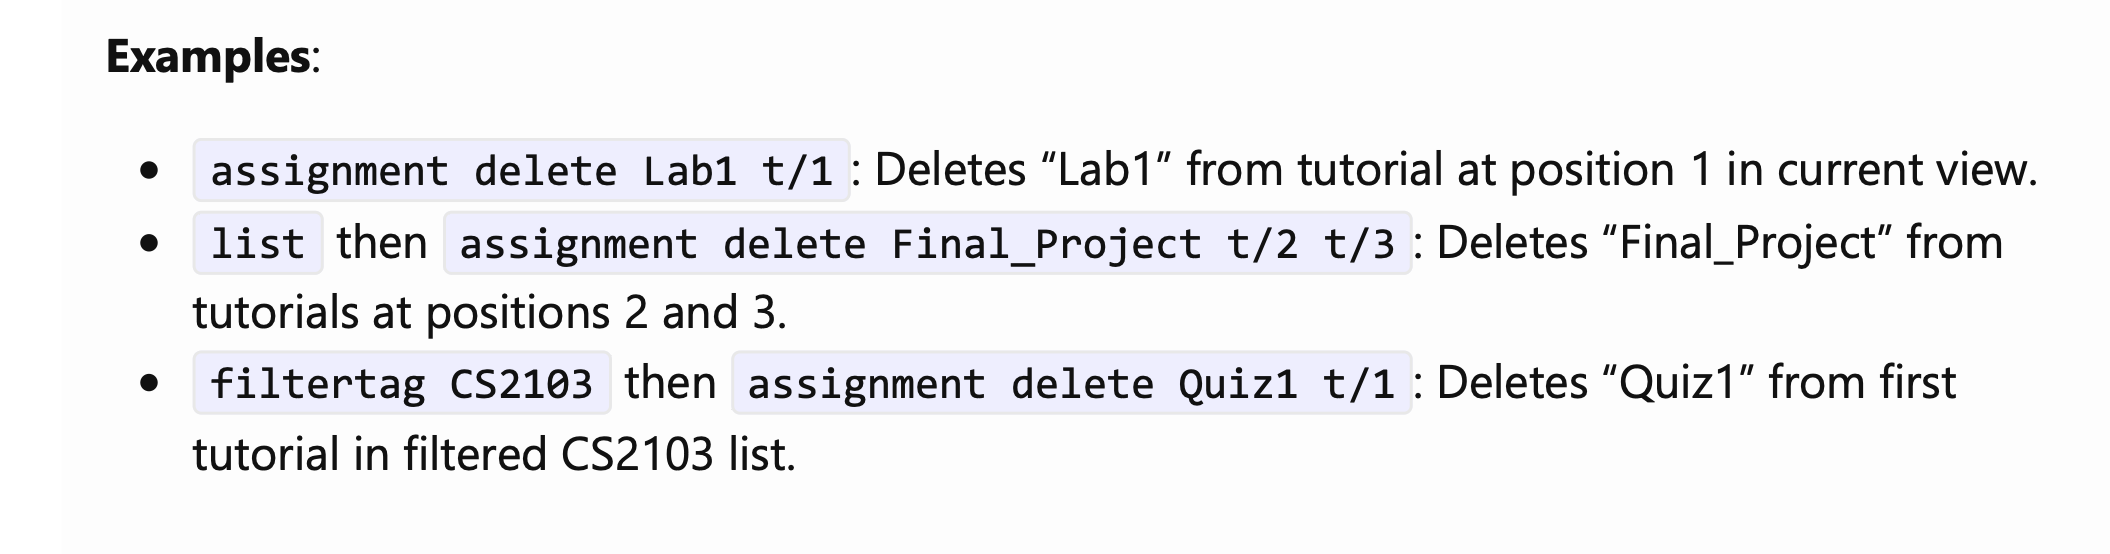 Examples:
• assignment delete Lab1 t/1: Deletes “Lab1” from tutorial at position 1 in current view.
• list then assignment delete Final_Project t/2 t/3: Deletes “Final_Project” from
tutorials at positions 2 and 3.
• filtertag CS2103 then assignment delete Quiz1 t/1: Deletes “Quiz1” from first
tutorial in filtered CS2103 list.